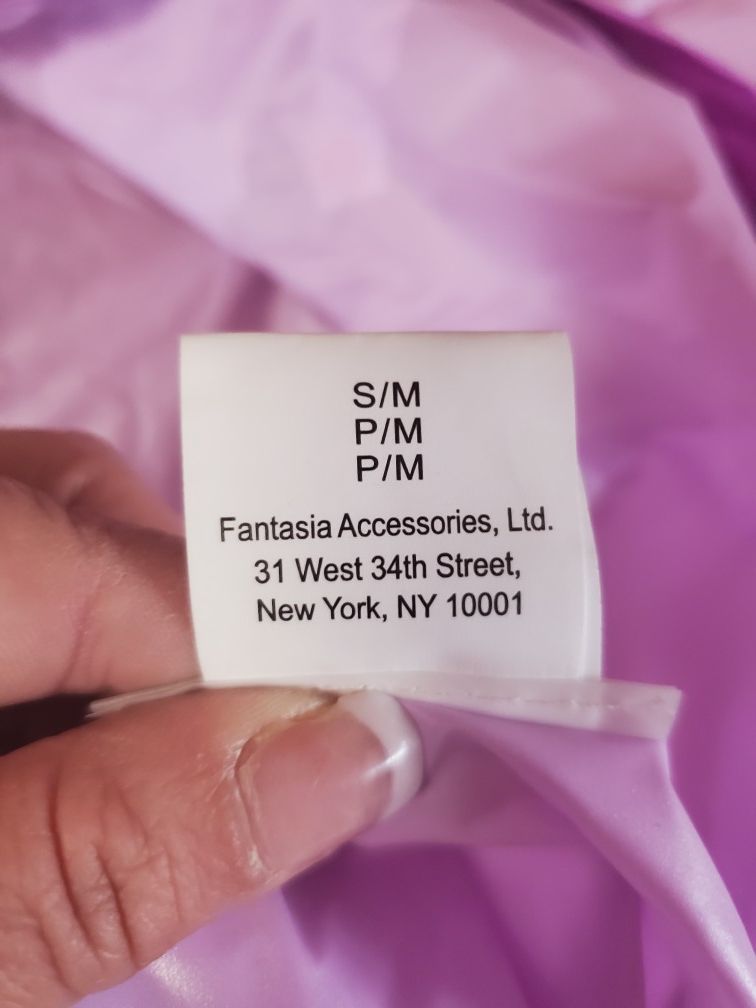 S/M
P/M
P/M
Fantasia Accessories, Ltd.
31 West 34th Street,
New York, NY 10001